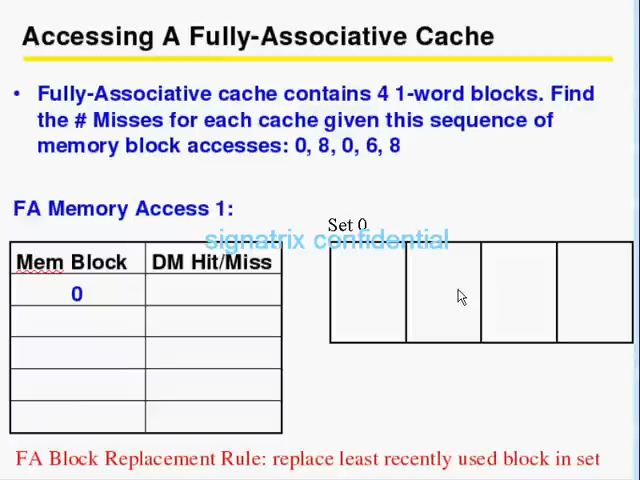 Accessing A Fully-Associative Cache
• Fully-Associative cache contains 4 1-word blocks. Find
the # Misses for each cache given this sequence of
memory block accesses: 0, 8, 0, 6, 8
FA Memory Access 1:
Set 0
signatrix confidential
Mem Block DM Hit/Miss
0
FA Block Replacement Rule: replace least recently used block in set